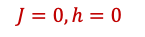 J = 0, h = 0